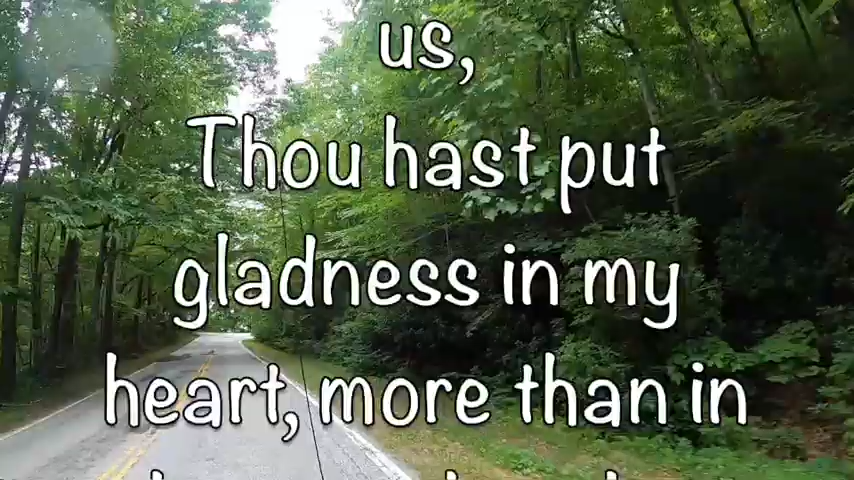 us,
Thou hast put
gladness in my
heart, more than in